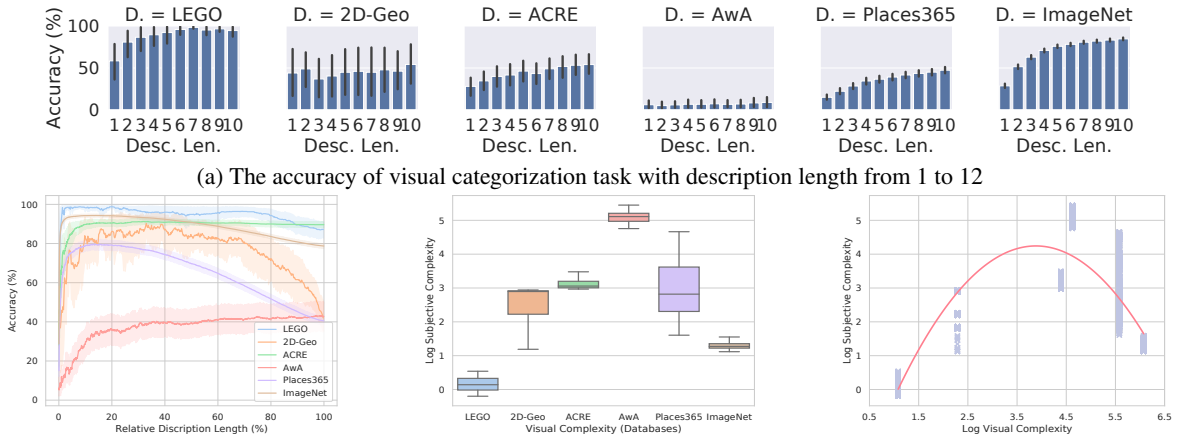 D. = LEGO D. = 2D-Geo D. = ACRE D. = AwA D. = Places365 D. = ImageNet
Accuracy (%)
100
50
0
1 2 3 4 5 6 7 8 9 10 1 2 3 4 5 6 7 8 9 10 1 2 3 4 5 6 7 8 9 10 1 2 3 4 5 6 7 8 9 10 1 2 3 4 5 6 7 8 9 10 1 2 3 4 5 6 7 8 9 10
Desc. Len. Desc. Len. Desc. Len. Desc. Len. Desc. Len. Desc. Len.
(a) The accuracy of visual categorization task with description length from 1 to 12
Accuracy (%)
100
80
60
40
20
0
LEGO
2D-Geo
ACRE
AwA
Places365
ImageNet
0 20 40 60 80 100
Relative Discription Length (%)
Log Subjective Complexity
5
4
3
2
1
0
LEGO 2D-Geo ACRE AwA Places365 ImageNet
Visual Complexity (Databases)
Log Subjective Complexity
5
4
3
2
1
0
0.5 1.5 2.5 3.5 4.5 5.5 6.5
Log Visual Complexity